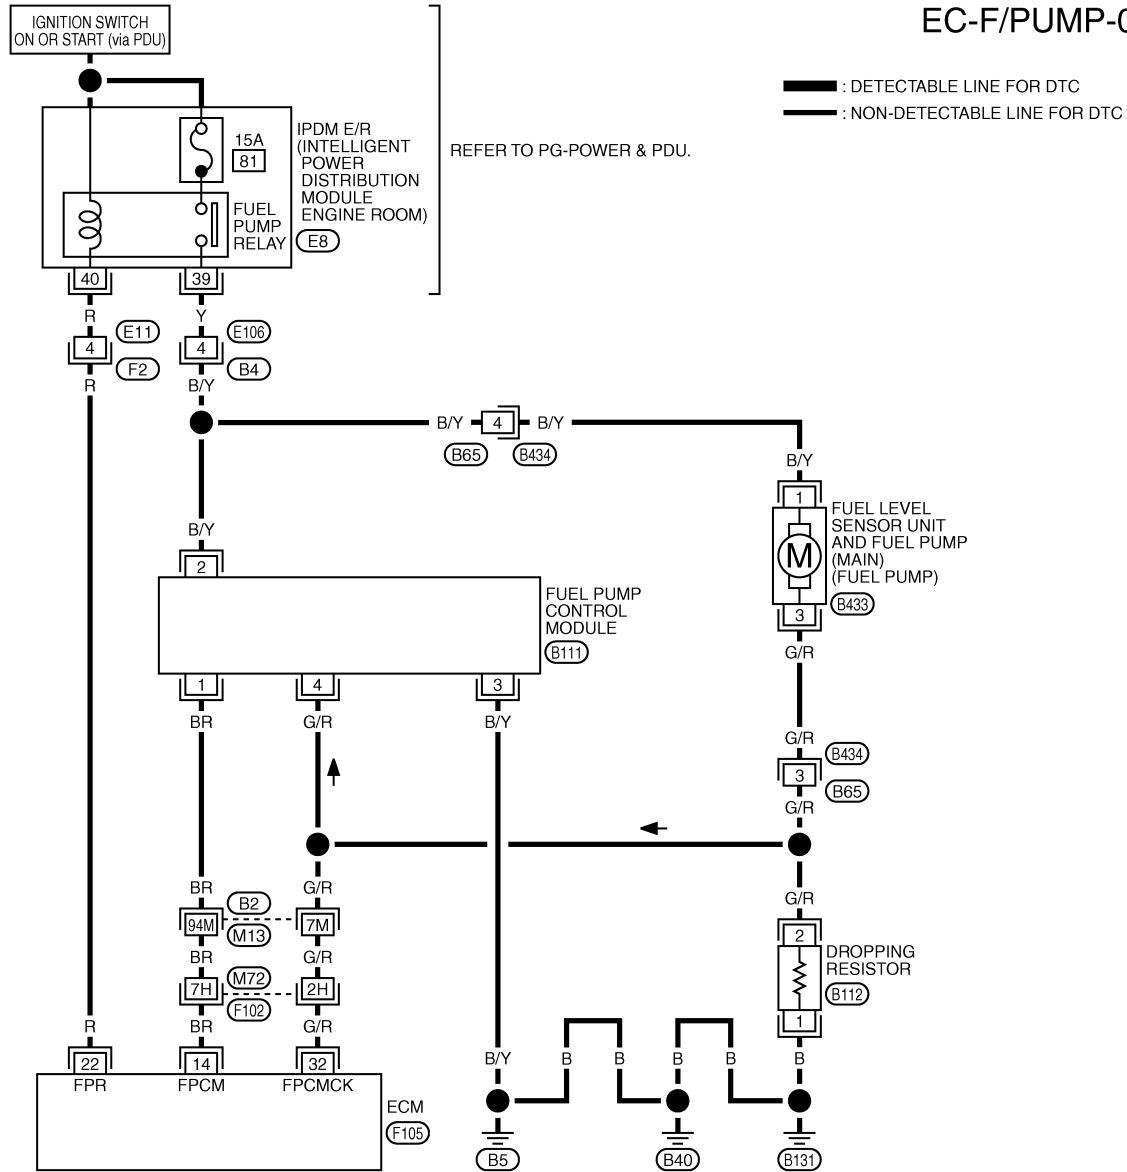 IGNITION SWITCH
ON OR START (via PDU)
EC-F/PUMP-0
: DETECTABLE LINE FOR DTC
: NON-DETECTABLE LINE FOR DTC
15A
81
IPDM E/R
(INTELLIGENT
POWER
DISTRIBUTION
MODULE
ENGINE ROOM)
E8
REFER TO PG-POWER & PDU.
FUEL
PUMP
RELAY
40
39
R
Y
E11
E106
4
4
F2
B4
R
B/Y
B/Y
4
B/Y
B65
B434
B/Y
1
FUEL LEVEL
SENSOR UNIT
AND FUEL PUMP
(MAIN)
(FUEL PUMP)
M
B433
3
G/R
B/Y
2
FUEL PUMP
CONTROL
MODULE
B111
1
4
3
BR
G/R
B/Y
G/R
B434
3
B65
G/R
BR
G/R
G/R
B2
94M
7M
M13
2
BR
G/R
DROPPING
RESISTOR
M72
7H
2H
B112
F102
BR
G/R
1
R
22
14
32
B/Y
B
B
B
B
B
FPR
FPCM
FPCMCK
ECM
F105
B5
B40
B131